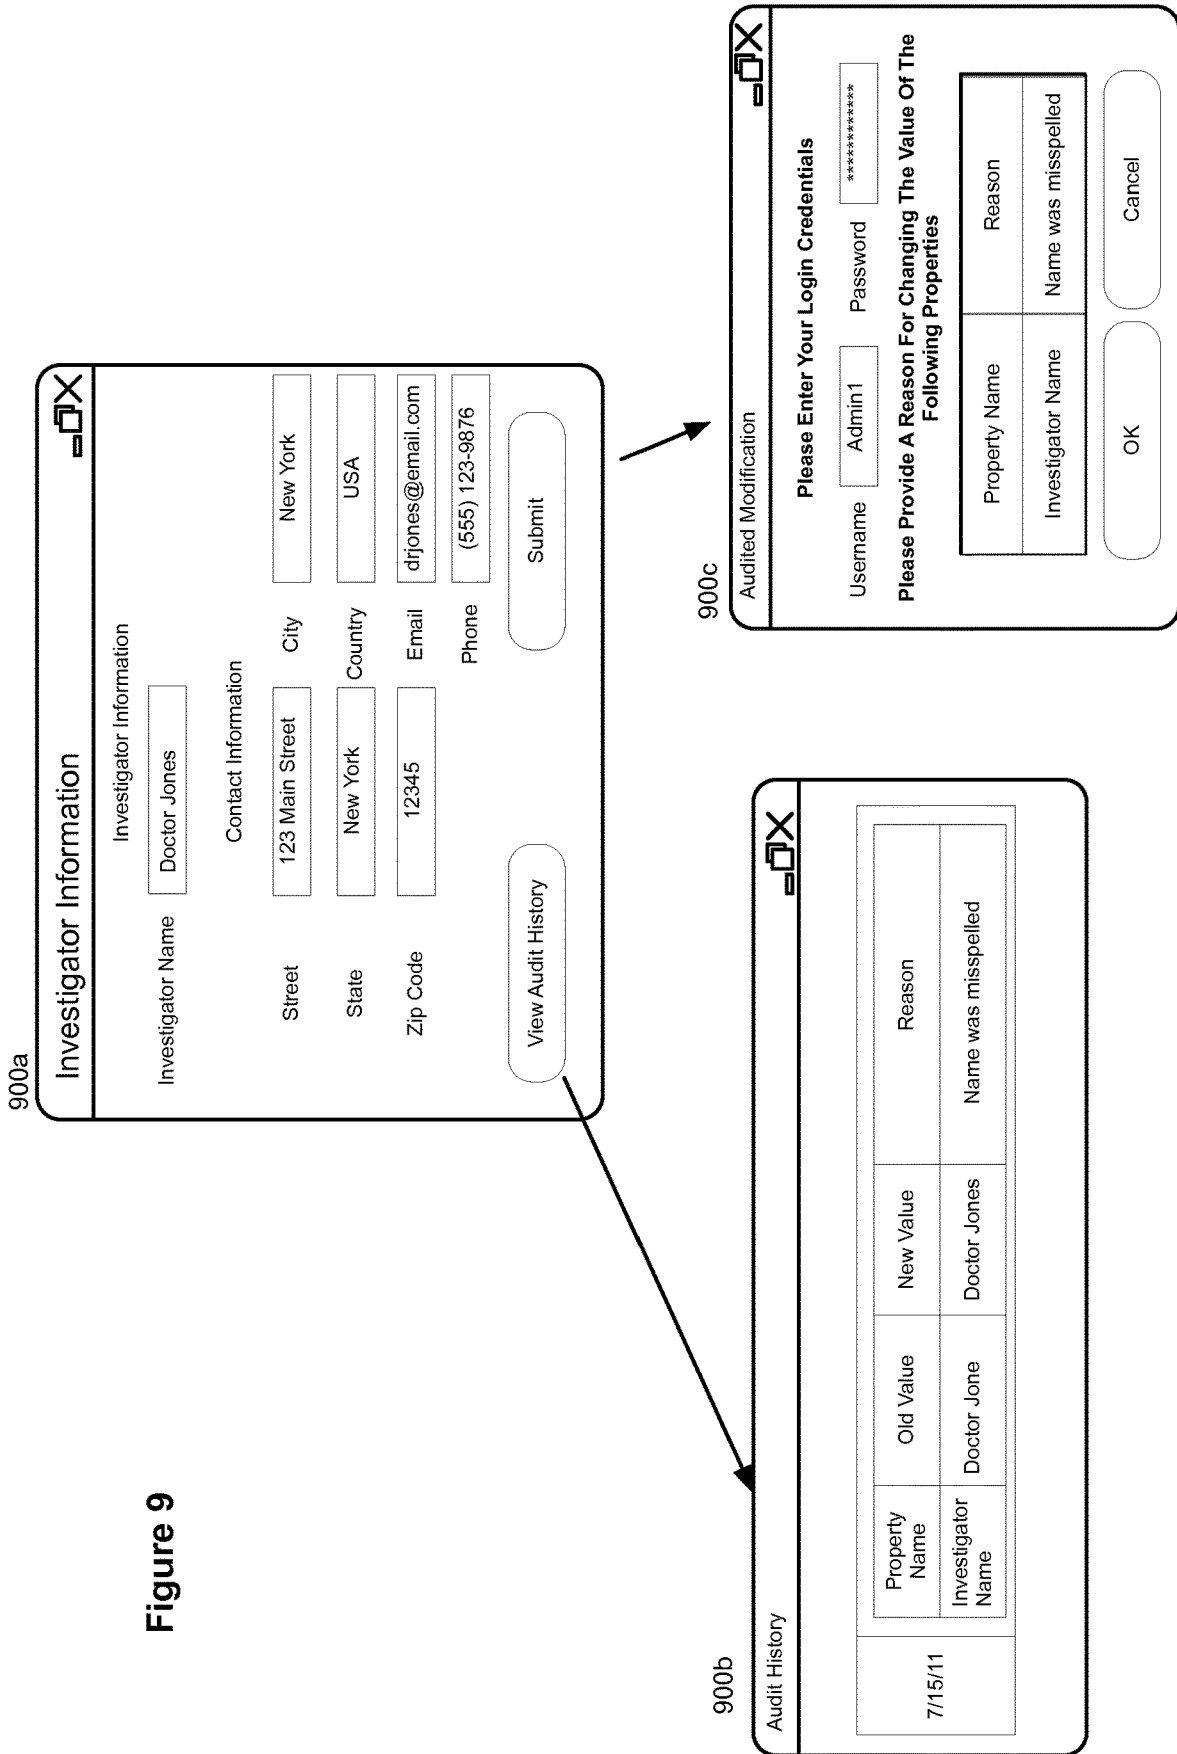 Figure 9
900a
Investigator Information
Investigator Information
Investigator Name Doctor Jones
Contact Information
Street 123 Main Street City New York
State New York Country USA
Zip Code 12345 Email drjones@email.com
Phone (555) 123-9876
View Audit History Submit
900b
Audit History
7/15/11
Property Name Old Value New Value Reason
Investigator Name Doctor Jone Doctor Jones Name was misspelled
900c
Audited Modification
Please Enter Your Login Credentials
Username Admin1 Password ************
Please Provide A Reason For Changing The Value Of The
Following Properties
Property Name Reason
Investigator Name Name was misspelled
OK Cancel